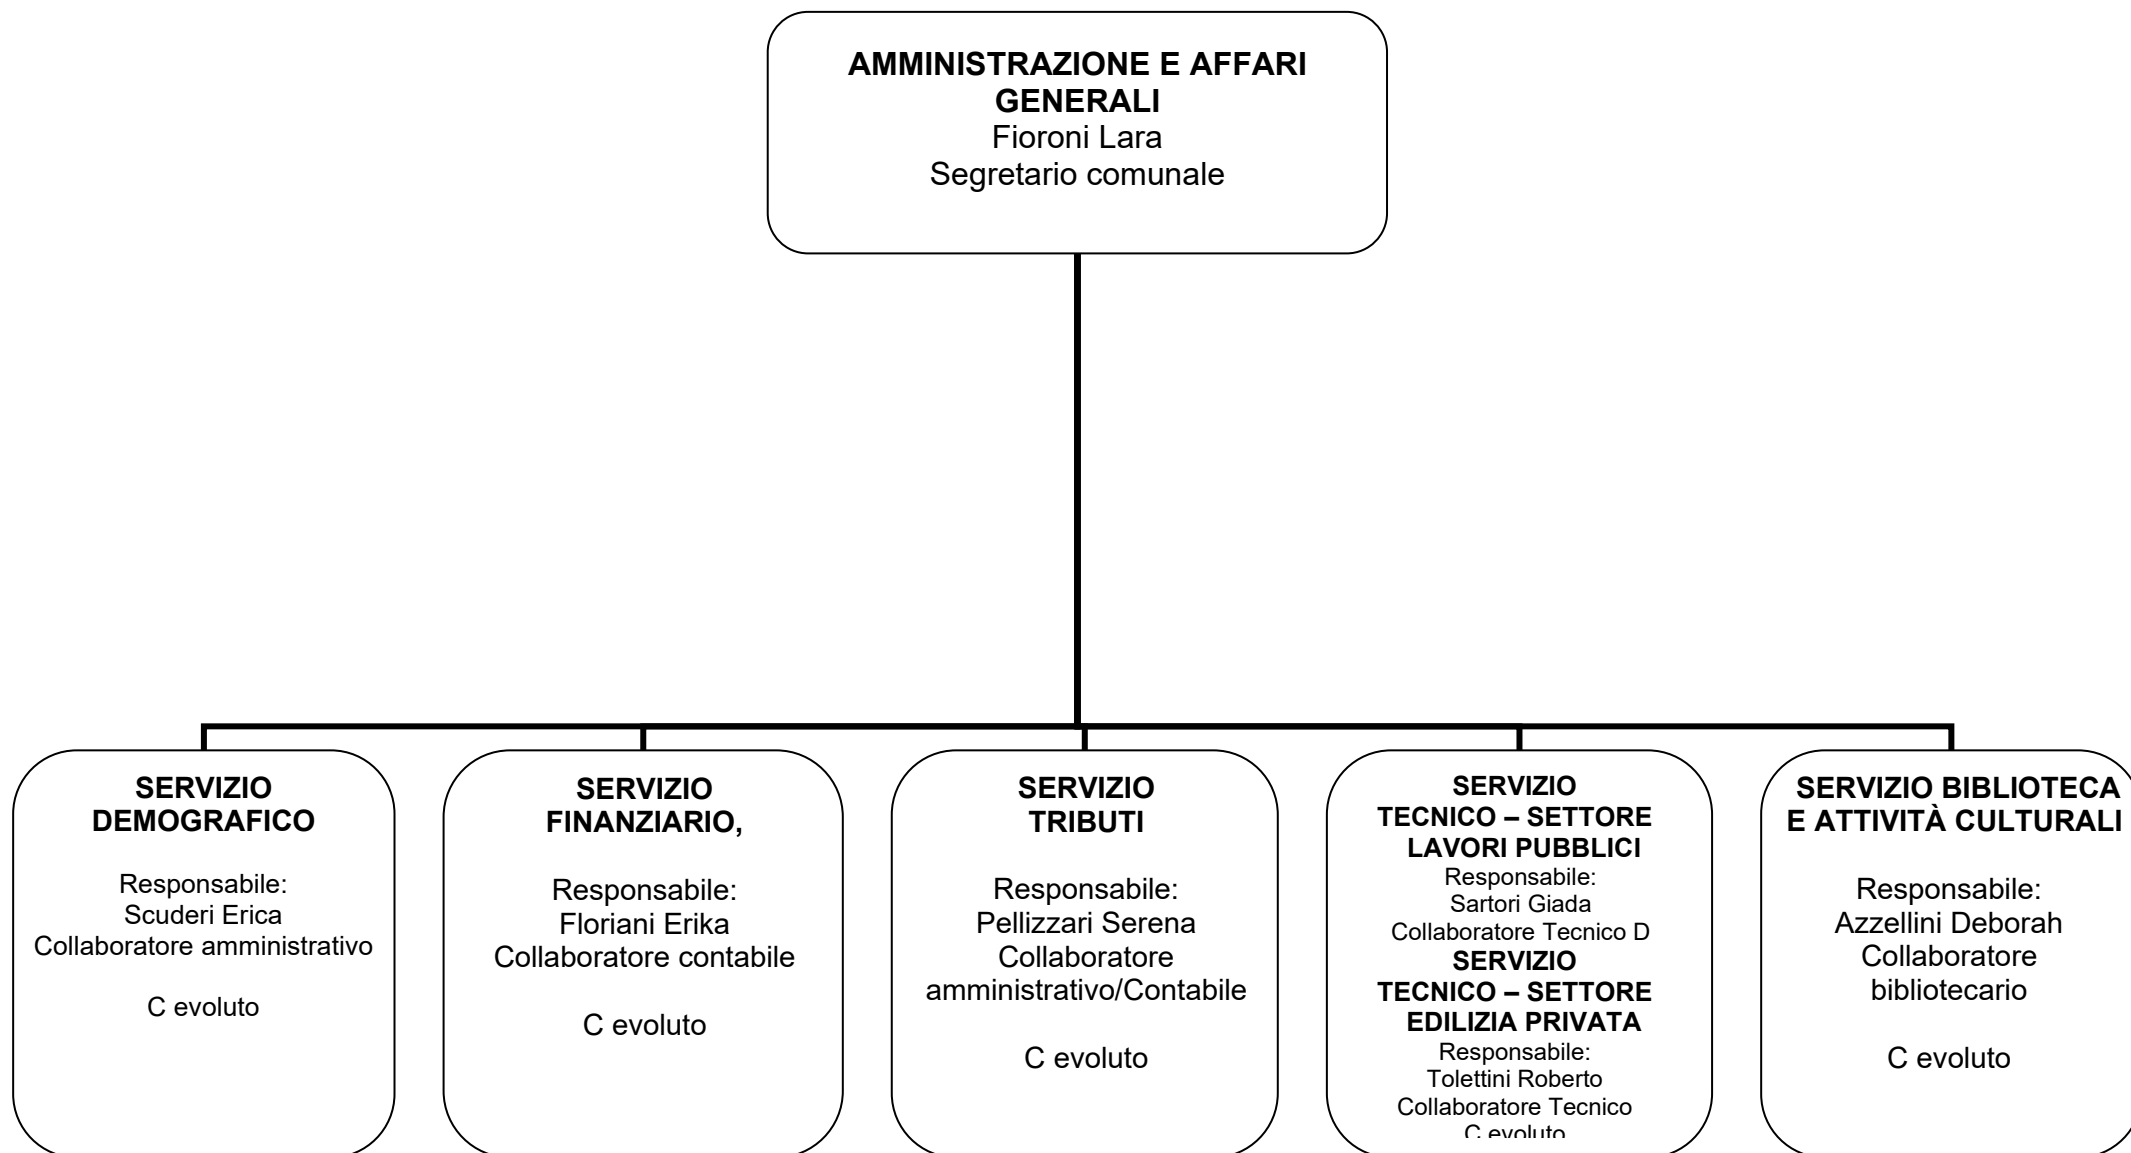 AMMINISTRAZIONE E AFFARI
GENERALI
Fioroni Lara
Segretario comunale
SERVIZIO
DEMOGRAFICO
Responsabile:
Scuderi Erica
Collaboratore amministrativo
C evoluto
SERVIZIO
FINANZIARIO,
Responsabile:
Floriani Erika
Collaboratore contabile
C evoluto
SERVIZIO
TRIBUTI
Responsabile:
Pellizzari Serena
Collaboratore
amministrativo/Contabile
C evoluto
SERVIZIO
TECNICO – SETTORE
LAVORI PUBBLICI
Responsabile:
Sartori Giada
Collaboratore Tecnico D
SERVIZIO
TECNICO – SETTORE
EDILIZIA PRIVATA
Responsabile:
Tolettini Roberto
Collaboratore Tecnico
C evoluto
SERVIZIO BIBLIOTECA
E ATTIVITÀ CULTURALI
Responsabile:
Azzellini Deborah
Collaboratore
bibliotecario
C evoluto